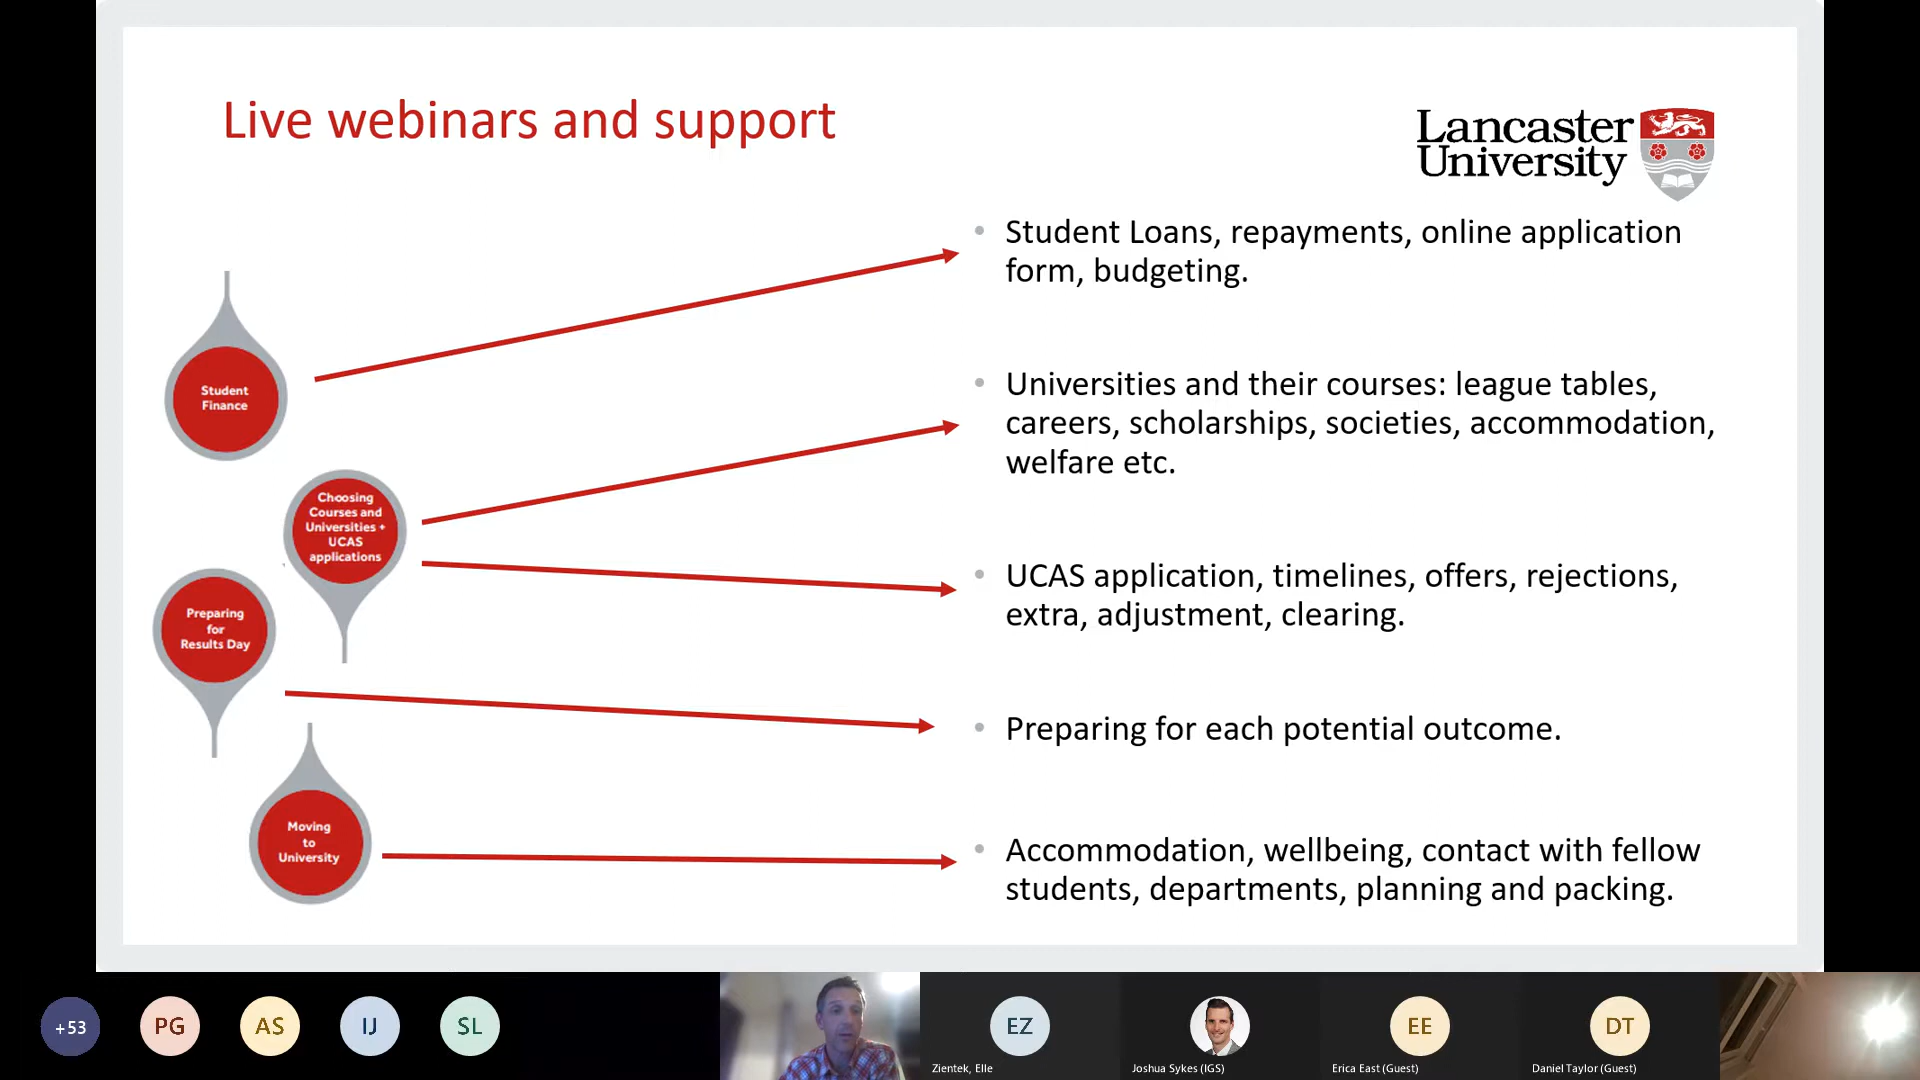 Live webinars and support
Lancaster
University
Student
Finance
Choosing
Courses and
Universities +
UCAS
applications
Preparing
for
Results Day
Moving
to
University
Student Loans, repayments, online application
form, budgeting.
Universities and their courses: league tables,
careers, scholarships, societies, accommodation,
welfare etc.
UCAS application, timelines, offers, rejections,
extra, adjustment, clearing.
Preparing for each potential outcome.
Accommodation, wellbeing, contact with fellow
students, departments, planning and packing.
+53
PG
AS
IJ
SL
EZ
Zientek, Elle
Joshua Sykes (IGS)
EE
Erica East (Guest)
DT
Daniel Taylor (Guest)